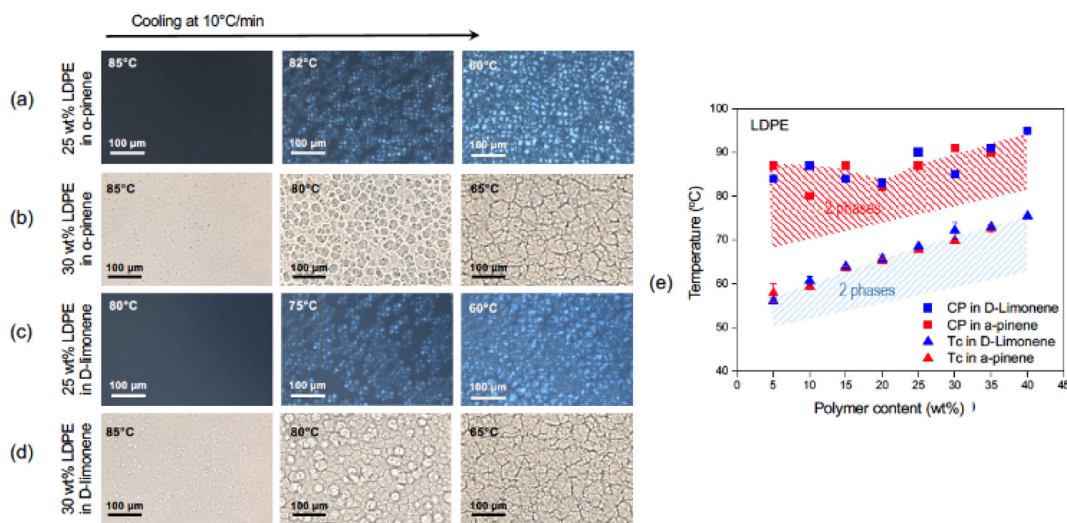 Cooling at 10°C/min
(a)
25 wt% LDPE
in α-pinene
85°C
100 µm
82°C
100 µm
60°C
100 µm
(b)
30 wt% LDPE
in α-pinene
85°C
100 µm
80°C
100 µm
65°C
100 µm
(c)
25 wt% LDPE
in D-limonene
80°C
100 µm
75°C
100 µm
60°C
100 µm
(d)
30 wt% LDPE
in D-limonene
85°C
100 µm
80°C
100 µm
65°C
100 µm
(e)
LDPE
Temperature (°C)
100
90
80
70
60
50
40
2 phases
2 phases
CP in D-Limonene
CP in a-pinene
Tc in D-Limonene
Tc in a-pinene
0 5 10 15 20 25 30 35 40 45
Polymer content (wt%) )